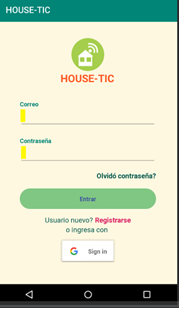 HOUSE-TIC
HOUSE-TIC
Correo
Contraseña
Olvidó contraseña?
Entrar
Usuario nuevo? Registrarse
o ingresa con
G Sign in